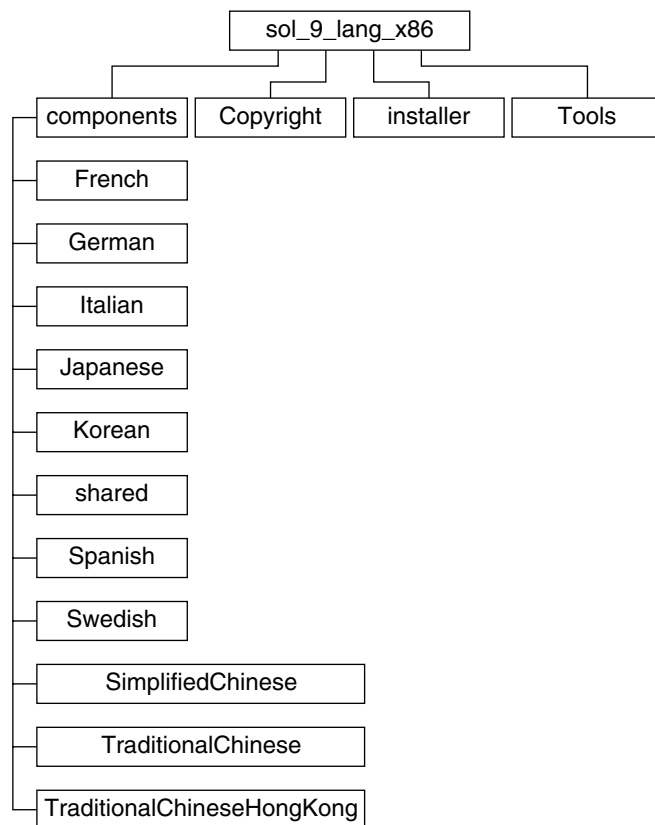 sol_9_lang_x86
components
Copyright
installer
Tools
French
German
Italian
Japanese
Korean
shared
Spanish
Swedish
SimplifiedChinese
TraditionalChinese
TraditionalChineseHongKong